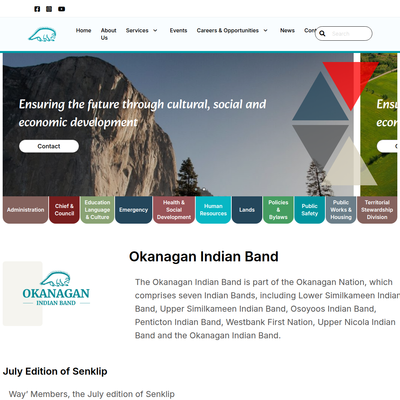 Home
About Us
Services
Events
Careers & Opportunities
News
Con
Search
Ensuring the future through cultural, social and
economic development
Contact
Ensuring
economic
Administration
Chief &
Council
Education
Language
& Culture
Emergency
Health &
Social
Development
Human
Resources
Lands
Policies
&
Bylaws
Public
Safety
Public
Works &
Housing
Territorial
Stewardship
Division
Okanagan Indian Band
OKANAGAN
INDIAN BAND
The Okanagan Indian Band is part of the Okanagan Nation, which
comprises seven Indian Bands, including Lower Similkameen Indian
Band, Upper Similkameen Indian Band, Osoyoos Indian Band,
Penticton Indian Band, Westbank First Nation, Upper Nicola Indian
Band and the Okanagan Indian Band.
July Edition of Senklip
Way' Members, the July edition of Senklip